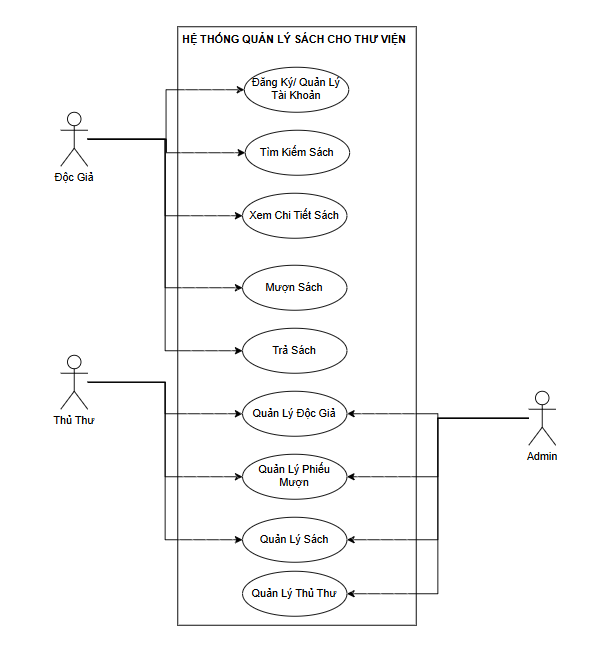 HỆ THỐNG QUẢN LÝ SÁCH CHO THƯ VIỆN
Đăng Ký/ Quản Lý
Tài Khoản
Tìm Kiếm Sách
Độc Giả
Xem Chi Tiết Sách
Mượn Sách
Trả Sách
Thủ Thư
Quản Lý Độc Giả
Admin
Quản Lý Phiếu
Mượn
Quản Lý Sách
Quản Lý Thủ Thư